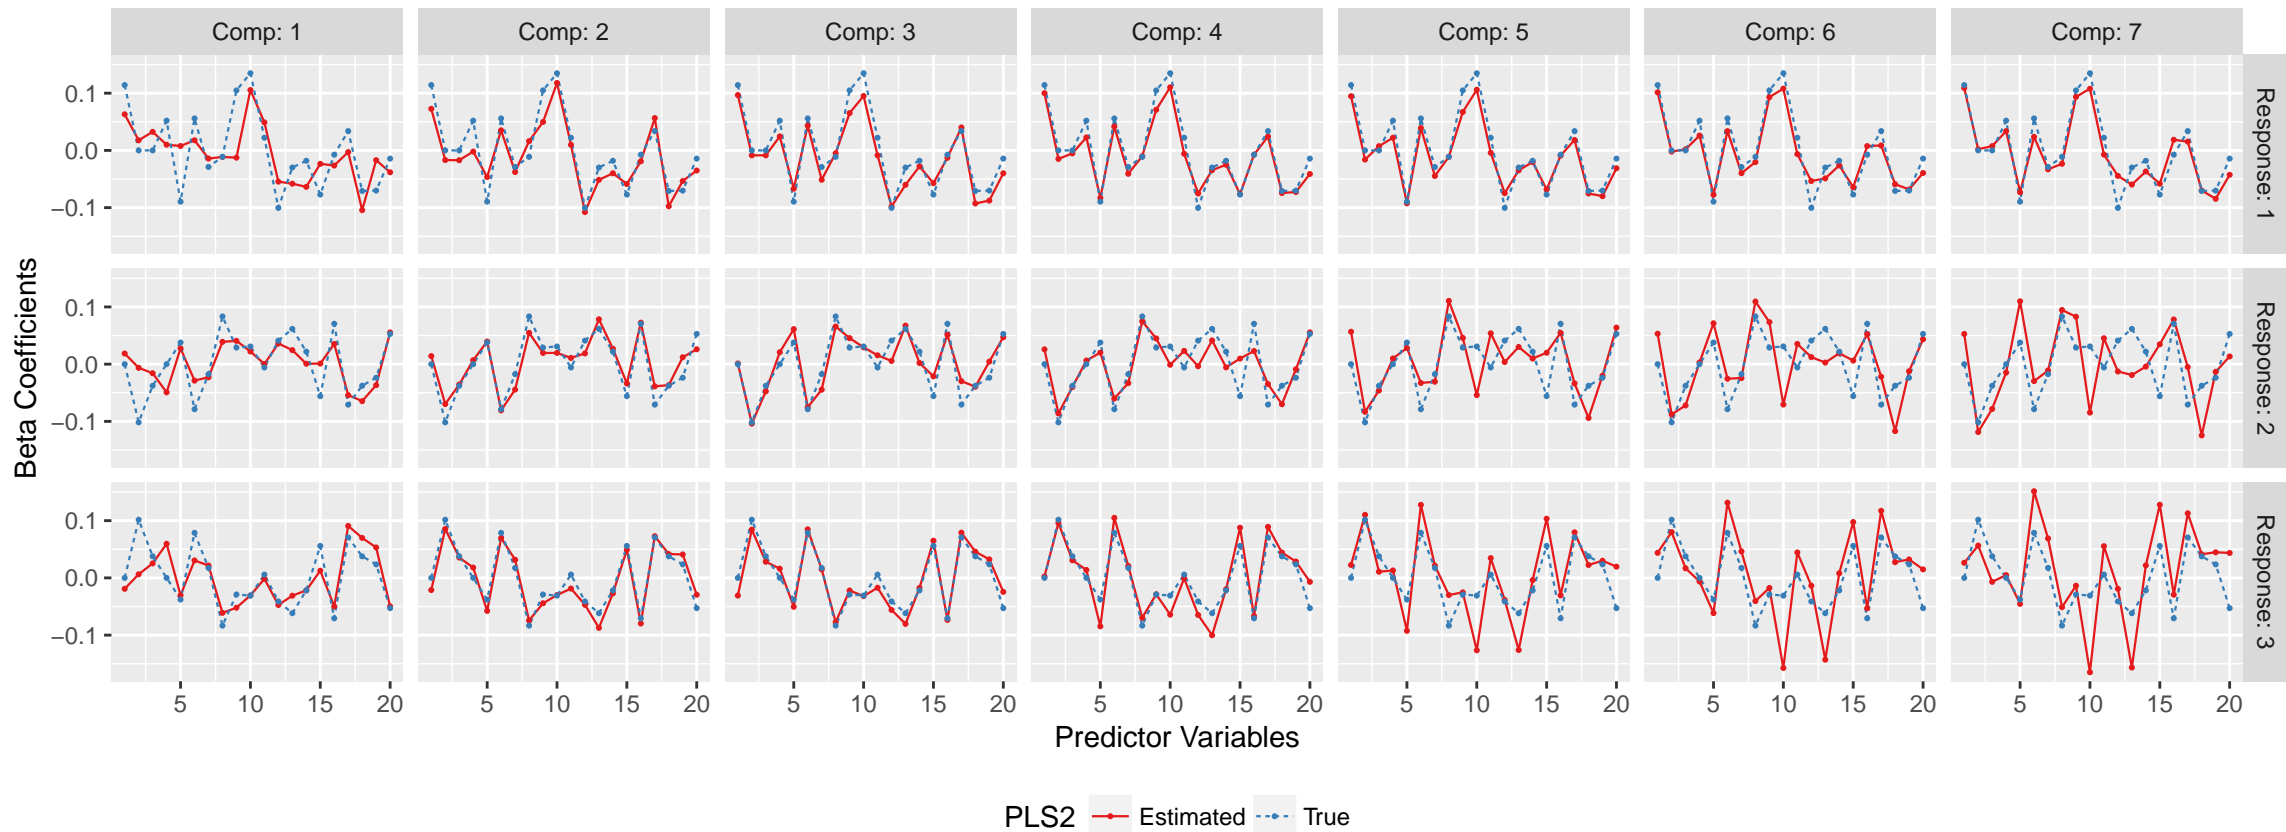 Comp: 1 Comp: 2 Comp: 3 Comp: 4 Comp: 5 Comp: 6 Comp: 7
Beta Coefficients
0.1
0.0
−0.1
Response: 1
0.1
0.0
−0.1
Response: 2
0.1
0.0
−0.1
Response: 3
5 10 15 20 5 10 15 20 5 10 15 20 5 10 15 20 5 10 15 20 5 10 15 20 5 10 15 20
Predictor Variables
PLS2 Estimated True